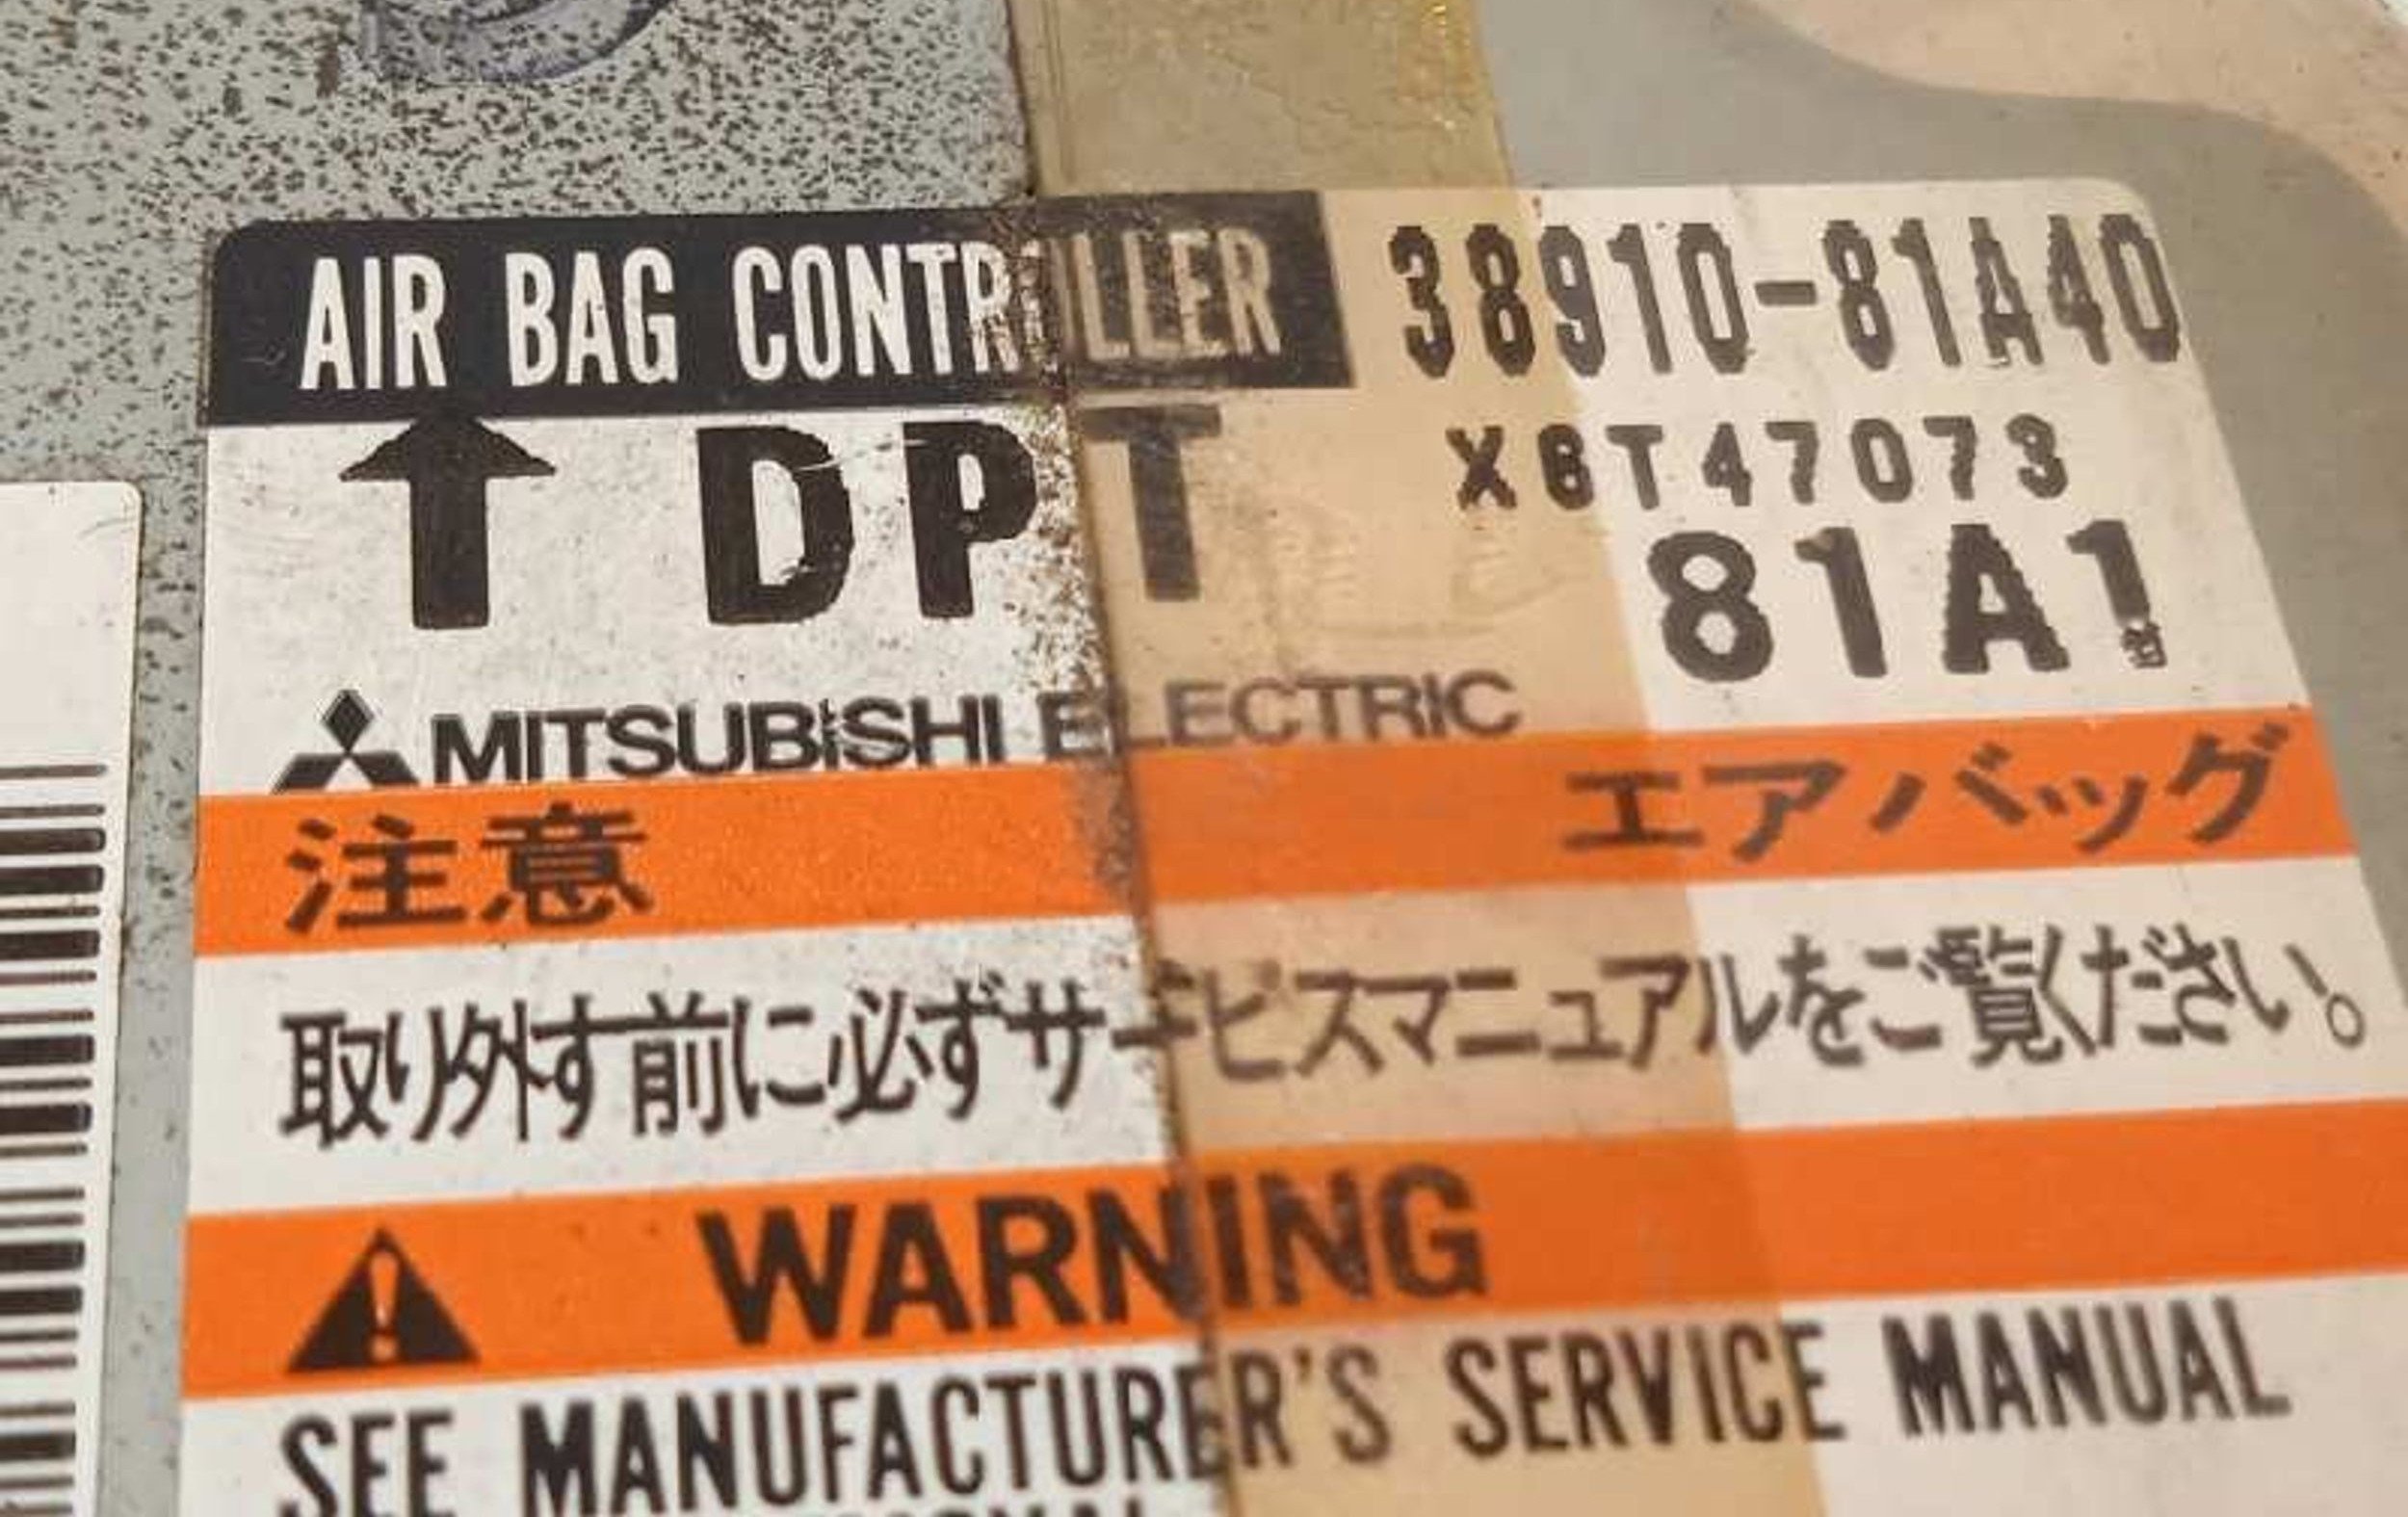 AIR BAG CONTROLLER 38910-81A40
↑ DPT X6T47073
81A1
MITSUBISHI ELECTRIC
注意 エアバッグ
取り外す前に必ずサービスマニュアルをご覧ください。
WARNING
SEE MANUFACTURER'S SERVICE MANUAL